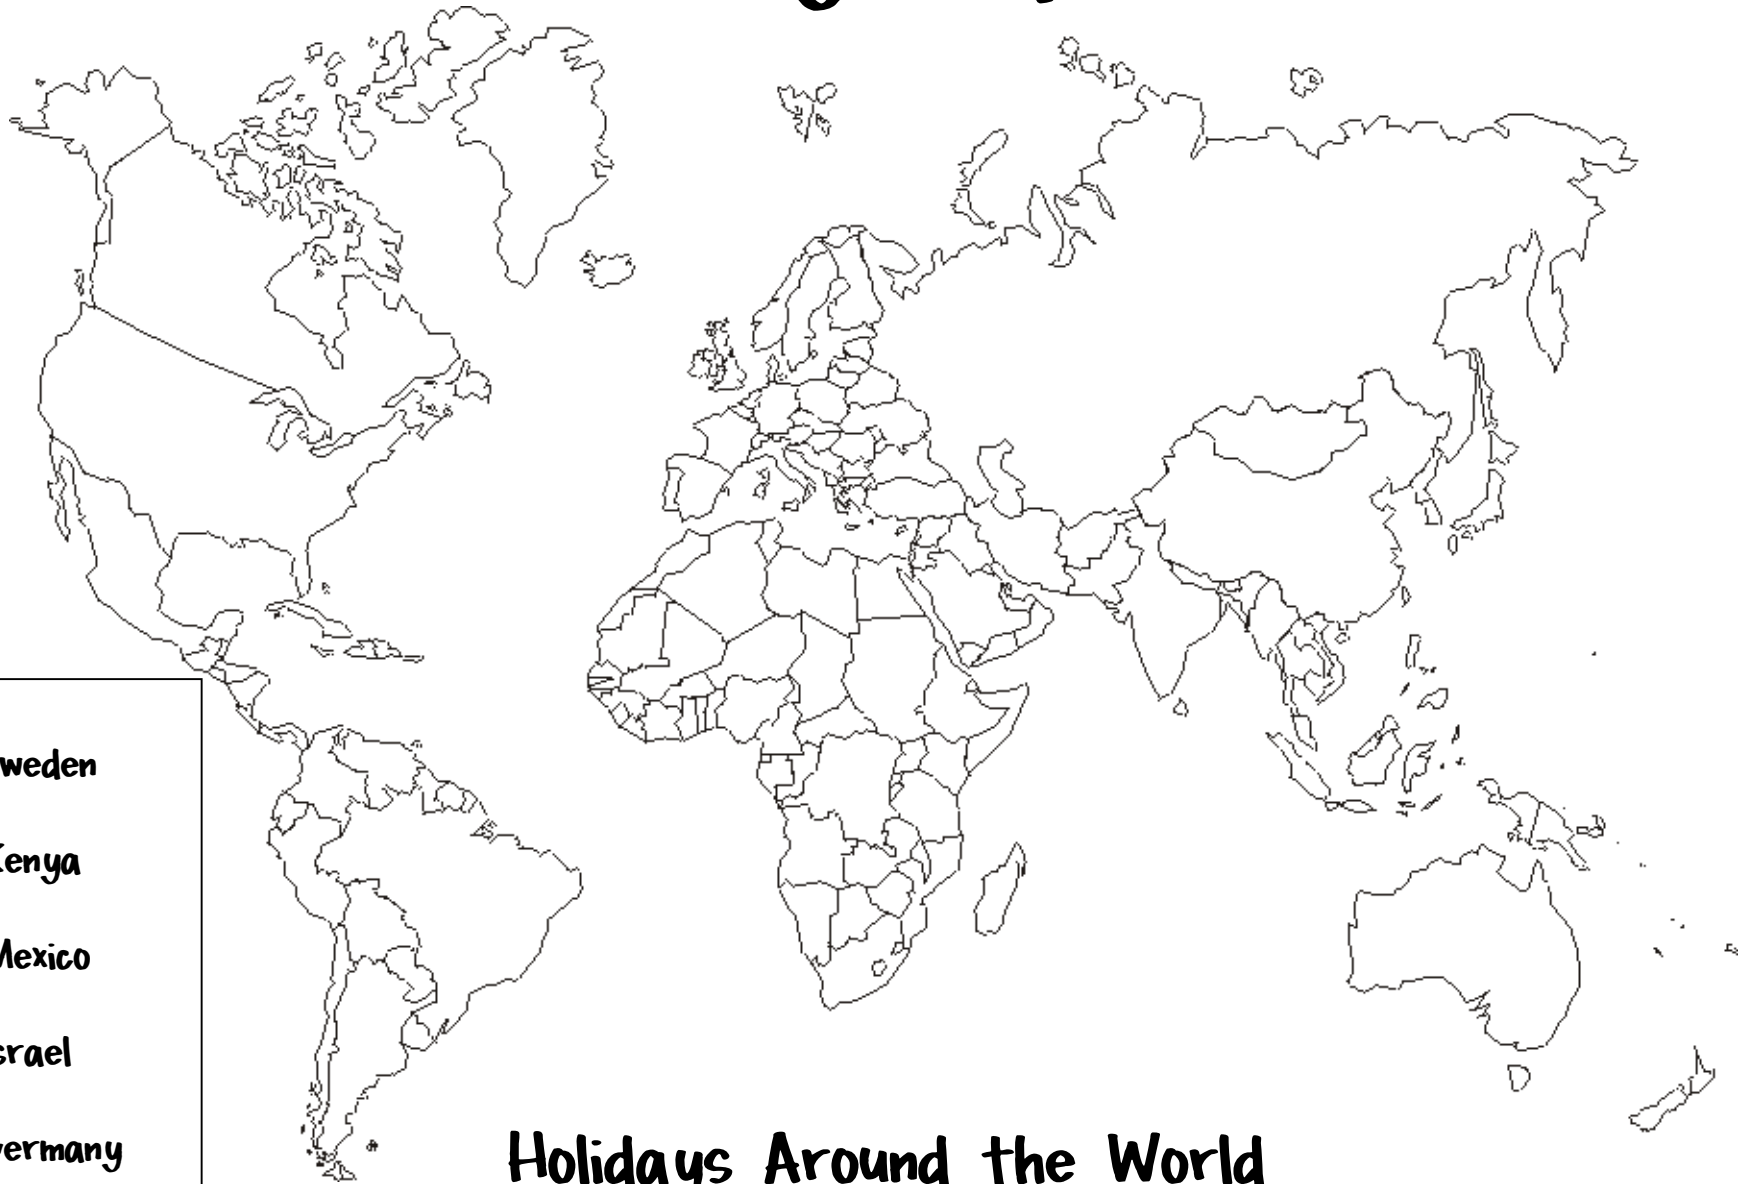 weden
Kenya
Mexico
srael
ermany
Holidays Around the World